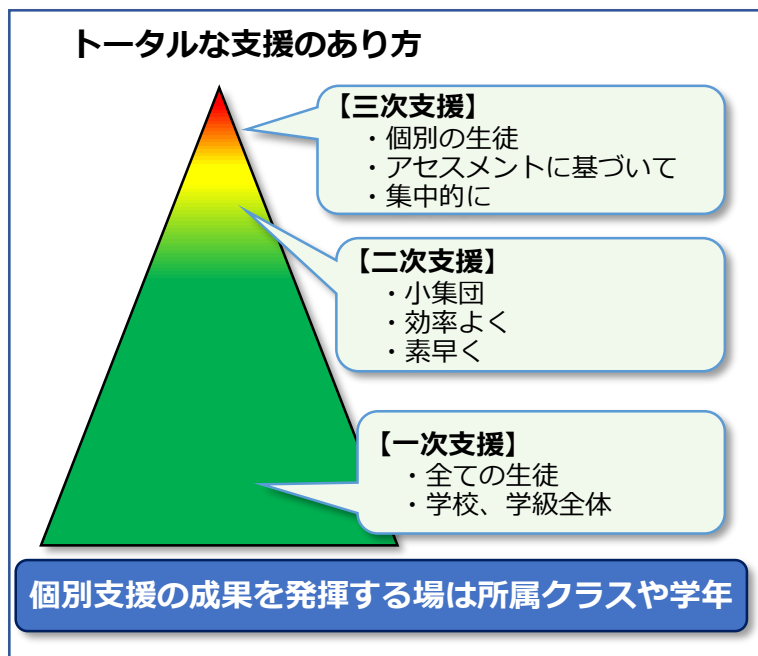 トータルな支援のあり方
【三次支援】
・個別の生徒
・アセスメントに基づいて
・集中的に
【二次支援】
・小集団
・効率よく
・素早く
【一次支援】
・全ての生徒
・学校、学級全体
個別支援の成果を発揮する場は所属クラスや学年